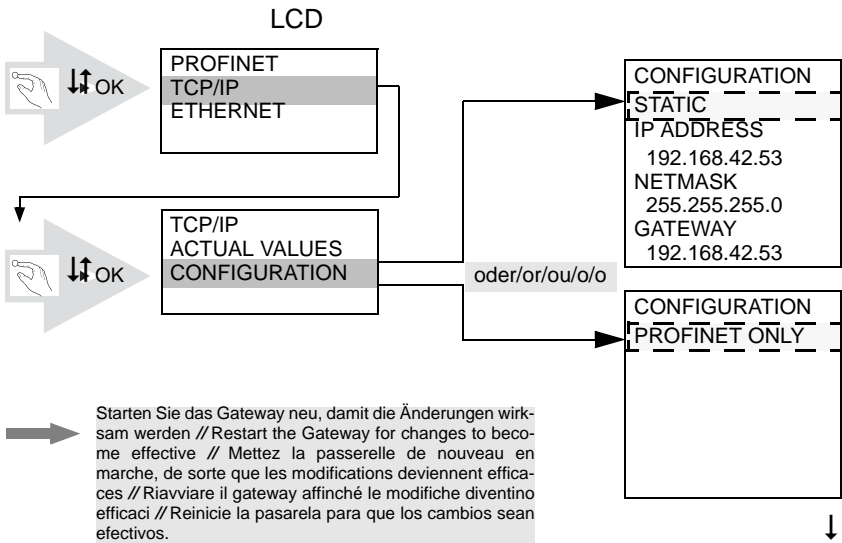 LCD
OK
PROFINET
TCP/IP
ETHERNET
OK
TCP/IP
ACTUAL VALUES
CONFIGURATION
oder/or/ou/o/o
CONFIGURATION
STATIC
IP ADDRESS
192.168.42.53
NETMASK
255.255.255.0
GATEWAY
192.168.42.53
CONFIGURATION
PROFINET ONLY
Starten Sie das Gateway neu, damit die Änderungen wirk-
sam werden // Restart the Gateway for changes to beco-
me effective // Mettez la passerelle de nouveau en
marche, de sorte que les modifications deviennent effica-
ces // Riavviare il gateway affinché le modifiche diventino
efficaci // Reinicie la pasarela para que los cambios sean
efectivos.